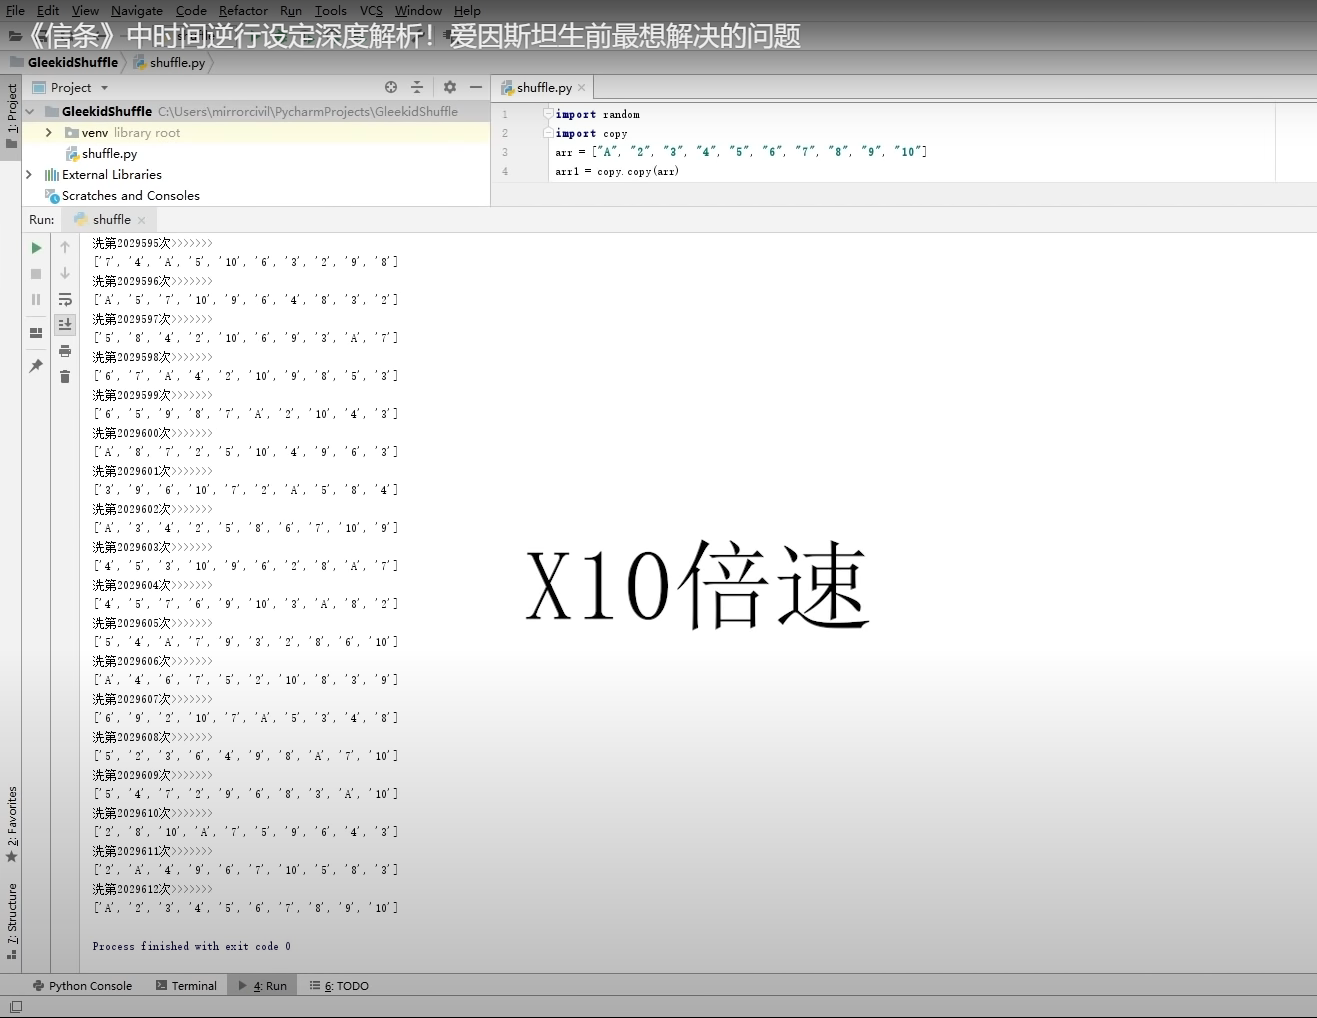 File Edit View Navigate Code Refactor Run Tools VCS Window Help
《信条》中时间逆行设定深度解析！爱因斯坦生前最想解决的问题
GleekidShuffle shuffle.py
1: Project
Project
GleekidShuffle C:\Users\mirrorcivil\PycharmProjects\GleekidShuffle
venv library root
shuffle.py
External Libraries
Scratches and Consoles
shuffle.py
1 import random
2 import copy
3 arr = ["A", "2", "3", "4", "5", "6", "7", "8", "9", "10"]
4 arr1 = copy.copy(arr)
Run: shuffle
洗第2029595次>>>>>>>
['7', '4', 'A', '5', '10', '6', '3', '2', '9', '8']
洗第2029596次>>>>>>>
['A', '5', '7', '10', '9', '6', '4', '8', '3', '2']
洗第2029597次>>>>>>>
['5', '8', '4', '2', '10', '6', '9', '3', 'A', '7']
洗第2029598次>>>>>>>
['6', '7', 'A', '4', '2', '10', '9', '8', '5', '3']
洗第2029599次>>>>>>>
['6', '5', '9', '8', '7', 'A', '2', '10', '4', '3']
洗第2029600次>>>>>>>
['A', '8', '7', '2', '5', '10', '4', '9', '6', '3']
洗第2029601次>>>>>>>
['3', '9', '6', '10', '7', '2', 'A', '5', '8', '4']
洗第2029602次>>>>>>>
['A', '3', '4', '2', '5', '8', '6', '7', '10', '9']
洗第2029603次>>>>>>>
['4', '5', '3', '10', '9', '6', '2', '8', 'A', '7']
洗第2029604次>>>>>>>
['4', '5', '7', '6', '9', '10', '3', 'A', '8', '2']
洗第2029605次>>>>>>>
['5', '4', 'A', '7', '9', '3', '2', '8', '6', '10']
洗第2029606次>>>>>>>
['A', '4', '6', '7', '5', '2', '10', '8', '3', '9']
洗第2029607次>>>>>>>
['6', '9', '2', '10', '7', 'A', '5', '3', '4', '8']
洗第2029608次>>>>>>>
['5', '2', '3', '6', '4', '9', '8', 'A', '7', '10']
洗第2029609次>>>>>>>
['5', '4', '7', '2', '9', '6', '8', '3', 'A', '10']
洗第2029610次>>>>>>>
['2', '8', '10', 'A', '7', '5', '9', '6', '4', '3']
洗第2029611次>>>>>>>
['2', 'A', '4', '9', '6', '7', '10', '5', '8', '3']
洗第2029612次>>>>>>>
['A', '2', '3', '4', '5', '6', '7', '8', '9', '10']
Process finished with exit code 0
X10倍速
2: Favorites
7: Structure
Python Console Terminal 4: Run 6: TODO